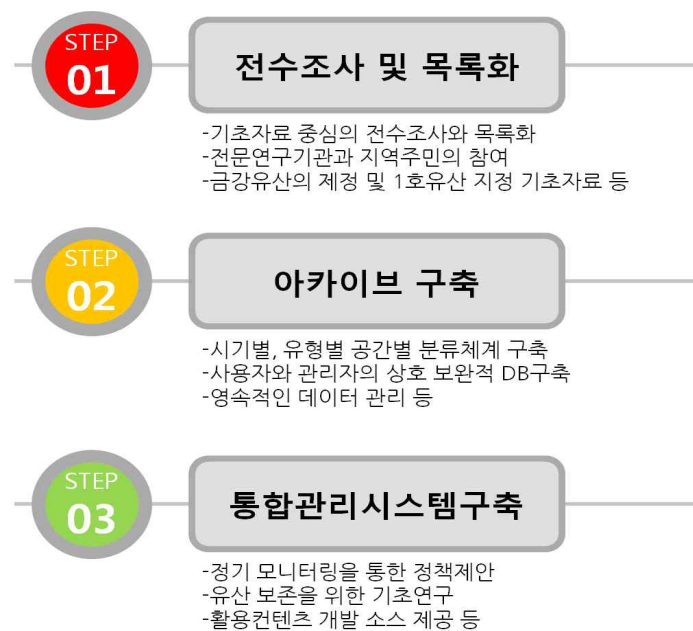 STEP
01
전수조사 및 목록화
-기초자료 중심의 전수조사와 목록화
-전문연구기관과 지역주민의 참여
-금강유산의 제정 및 1호유산 지정 기초자료 등
STEP
02
아카이브 구축
-시기별, 유형별 공간별 분류체계 구축
-사용자와 관리자의 상호 보완적 DB구축
-영속적인 데이터 관리 등
STEP
03
통합관리시스템구축
-정기 모니터링을 통한 정책제안
-유산 보존을 위한 기초연구
-활용컨텐츠 개발 소스 제공 등